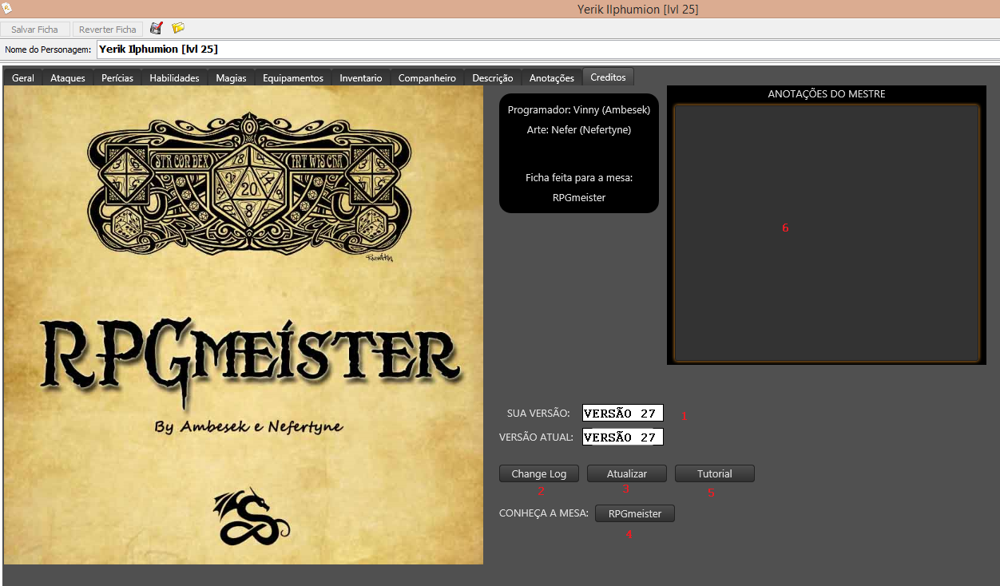 Yerik Ilphumion [lvl 25]
Salvar Ficha Reverter Ficha
Nome do Personagem: Yerik Ilphumion [lvl 25]
Geral Ataques Perícias Habilidades Magias Equipamentos Inventario Companheiro Descrição Anotações Creditos
STR CON DEX INT WIS CHA
20
18
8
RPGmeíster
By Ambesek e Nefertyne
Programador: Vinny (Ambesek)
Arte: Nefer (Nefertyne)
Ficha feita para a mesa:
RPGmeister
ANOTAÇÕES DO MESTRE
6
SUA VERSÃO: VERSÃO 27 1
VERSÃO ATUAL: VERSÃO 27
Change Log Atualizar Tutorial
2 3 5
CONHEÇA A MESA: RPGmeister
4